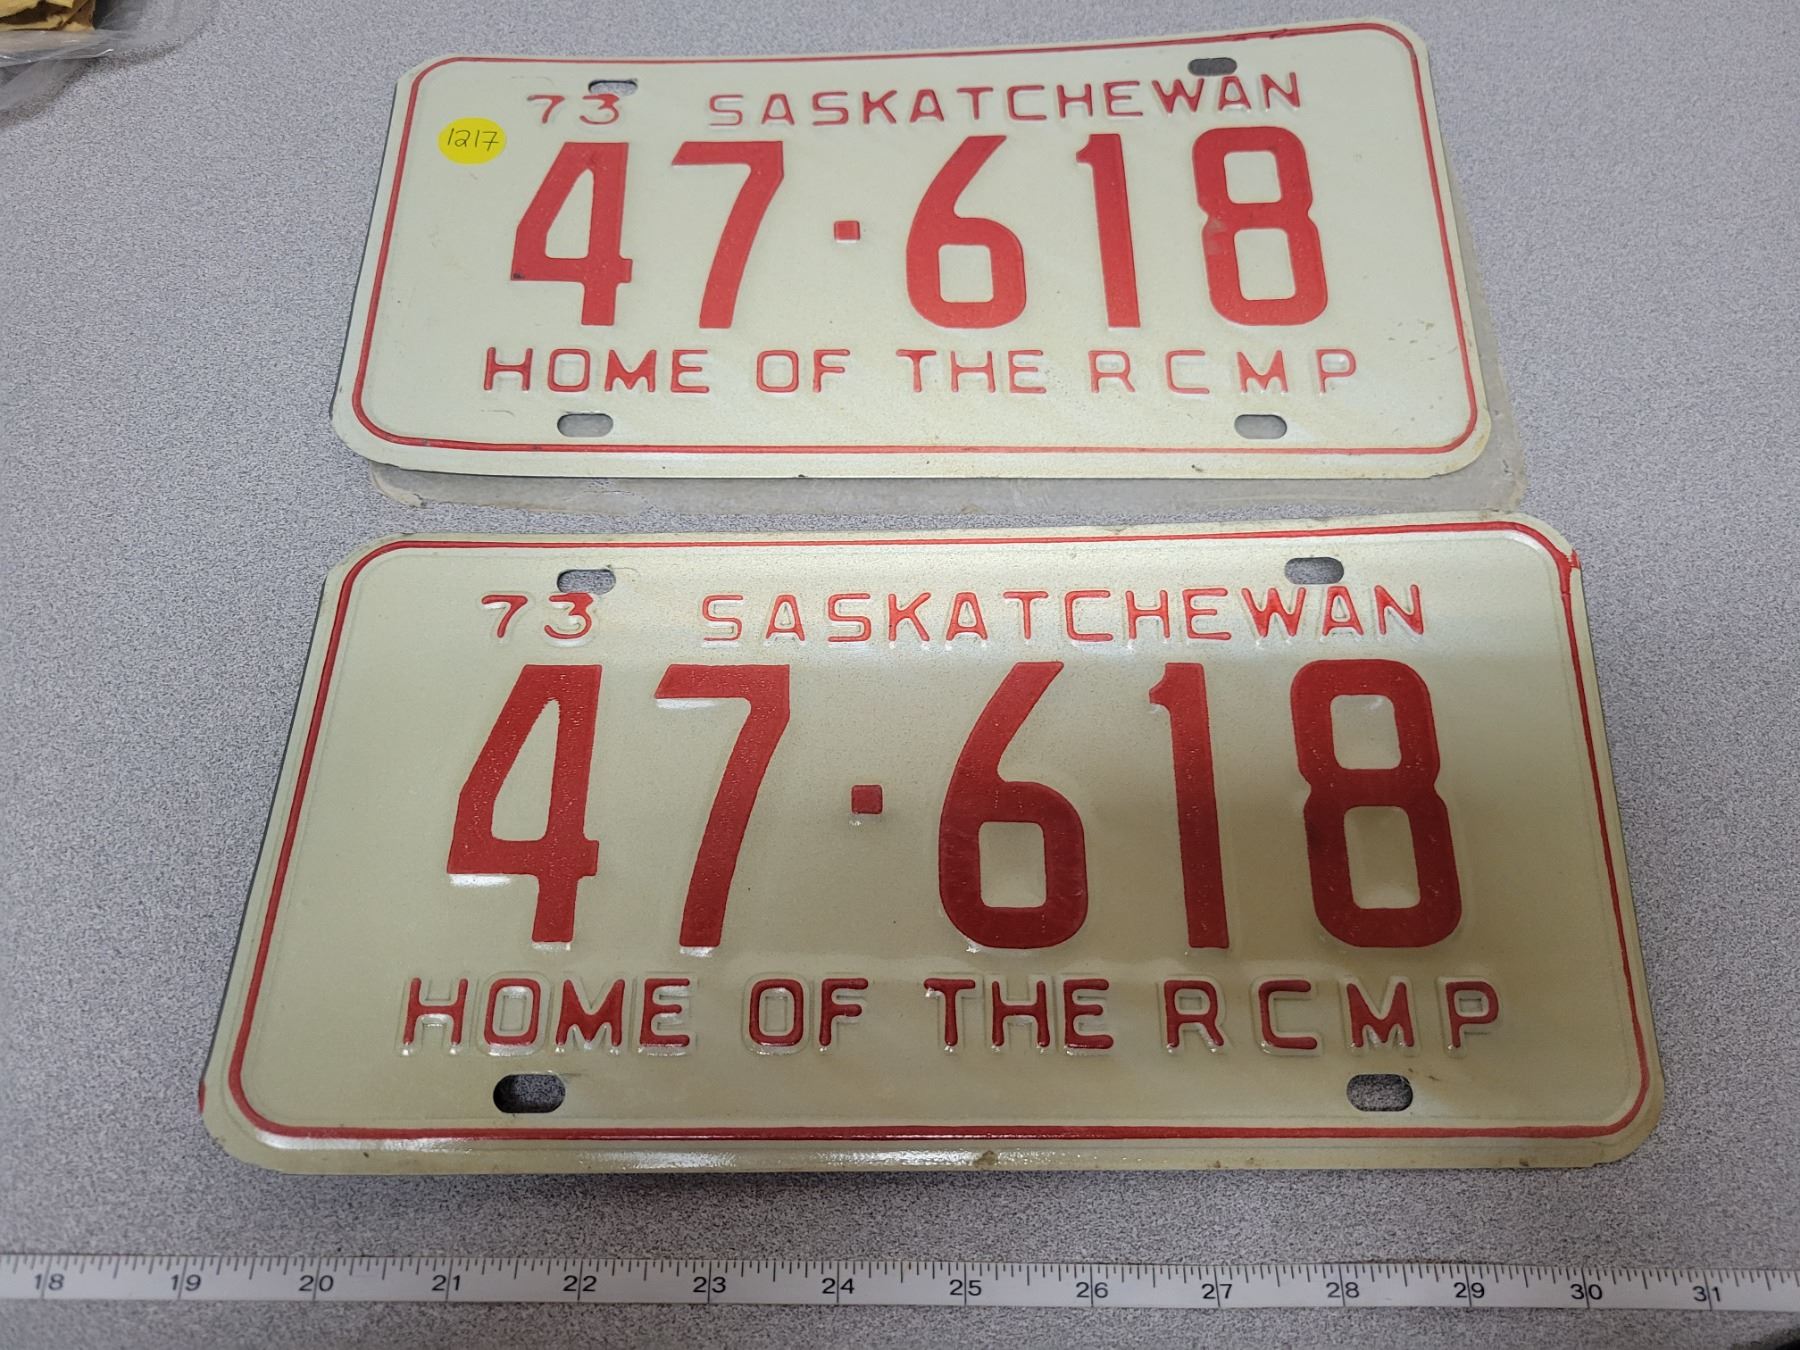 73 SASKATCHEWAN
1217
47·618
HOME OF THE RCMP
73 SASKATCHEWAN
47·618
HOME OF THE RCMP
18 19 20 21 22 23 24 25 26 27 28 29 30 31